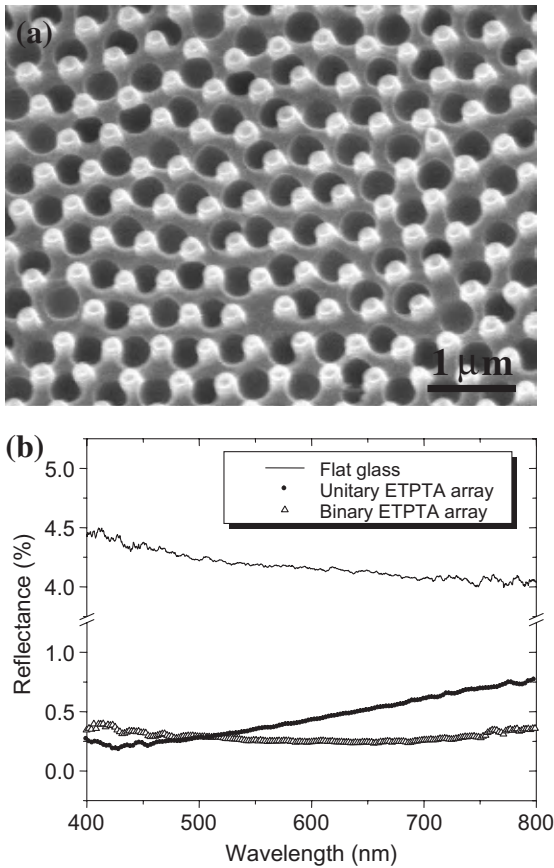 (a)
1 μm
(b)
Flat glass
Unitary ETPTA array
Binary ETPTA array
5.0
4.5
4.0
1.0
0.5
0.0
Reflectance (%)
400 500 600 700 800
Wavelength (nm)